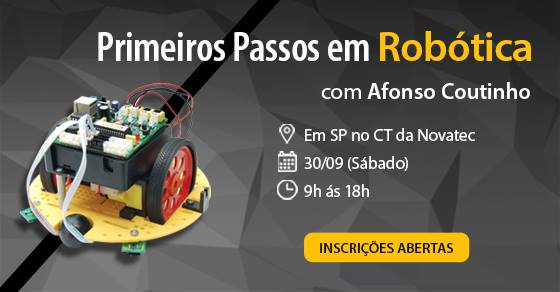 Primeiros Passos em Robótica
com Afonso Coutinho
Em SP no CT da Novatec
30/09 (Sábado)
9h ás 18h
INSCRIÇÕES ABERTAS